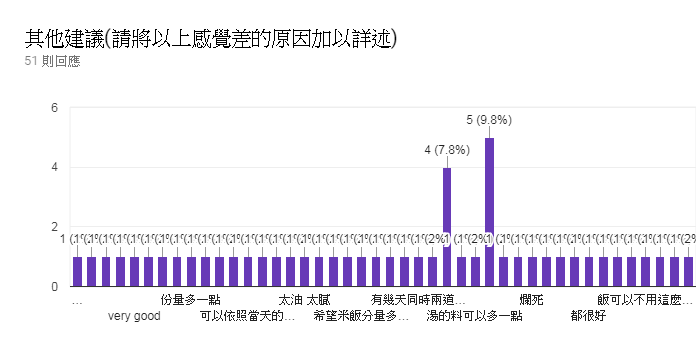 其他建議(請將以上感覺差的原因加以詳述)
51 則回應
6
4 (7.8%)
5 (9.8%)
4
2
0
... 份量多一點 太油 太膩 有幾天同時兩道... 爛死 飯可以不用這麼...
very good 可以依照當天的... 希望米飯分量多... 湯的料可以多一點 都很好